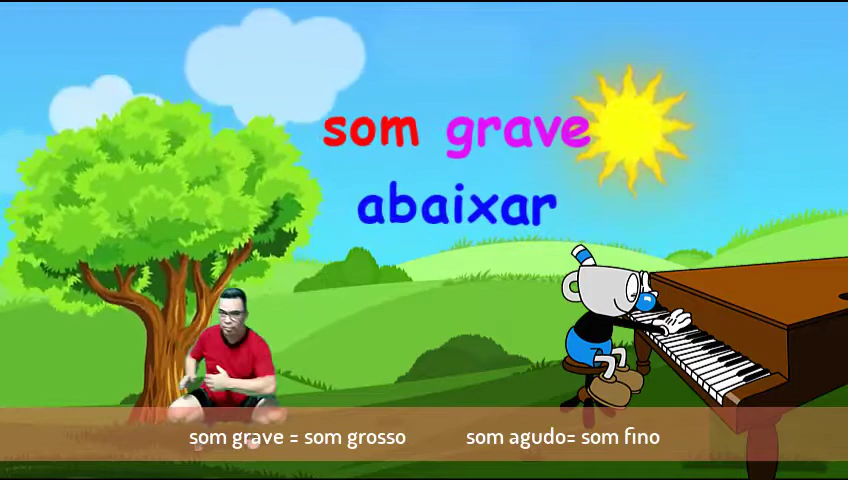 som grave
abaixar
som grave = som grosso
som agudo= som fino